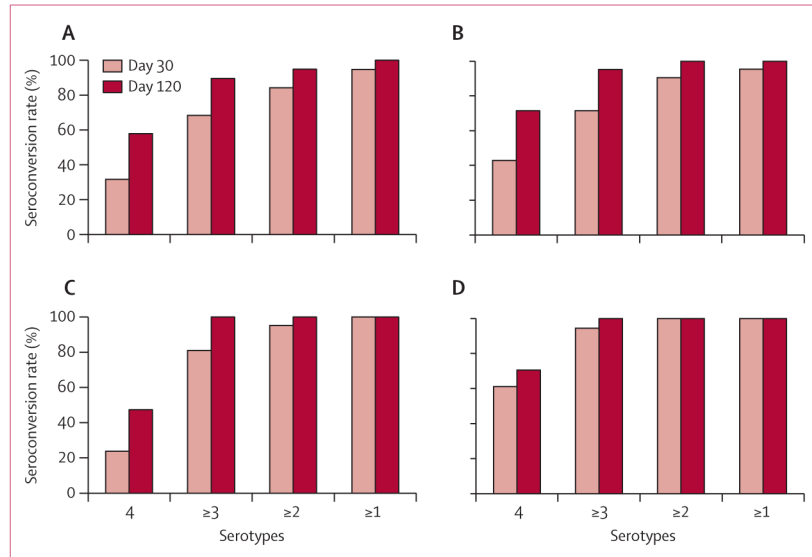 A
B
Seroconversion rate (%)
100
80
60
40
20
0
Day 30
Day 120
C
D
Seroconversion rate (%)
100
80
60
40
20
0
4 ≥3 ≥2 ≥1
4 ≥3 ≥2 ≥1
Serotypes
Serotypes